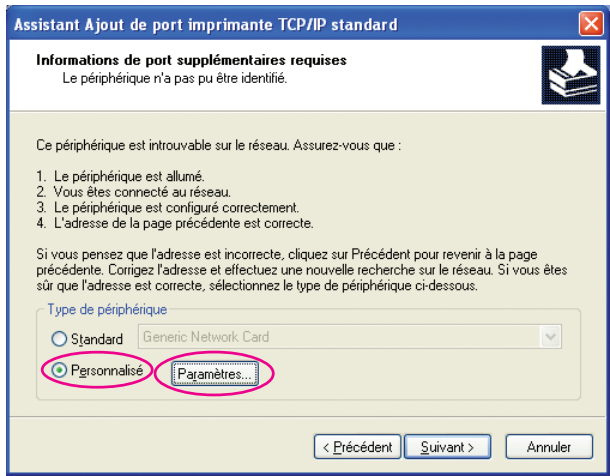 Assistant Ajout de port imprimante TCP/IP standard
Informations de port supplémentaires requises
Le périphérique n'a pas pu être identifié.
Ce périphérique est introuvable sur le réseau. Assurez-vous que :
1. Le périphérique est allumé.
2. Vous êtes connecté au réseau.
3. Le périphérique est configuré correctement.
4. L'adresse de la page précédente est correcte.
Si vous pensez que l'adresse est incorrecte, cliquez sur Précédent pour revenir à la page
précédente. Corrigez l'adresse et effectuez une nouvelle recherche sur le réseau. Si vous êtes
sûr que l'adresse est correcte, sélectionnez le type de périphérique ci-dessous.
Type de périphérique
Standard Generic Network Card
Personnalisé Paramètres...
< Précédent Suivant > Annuler